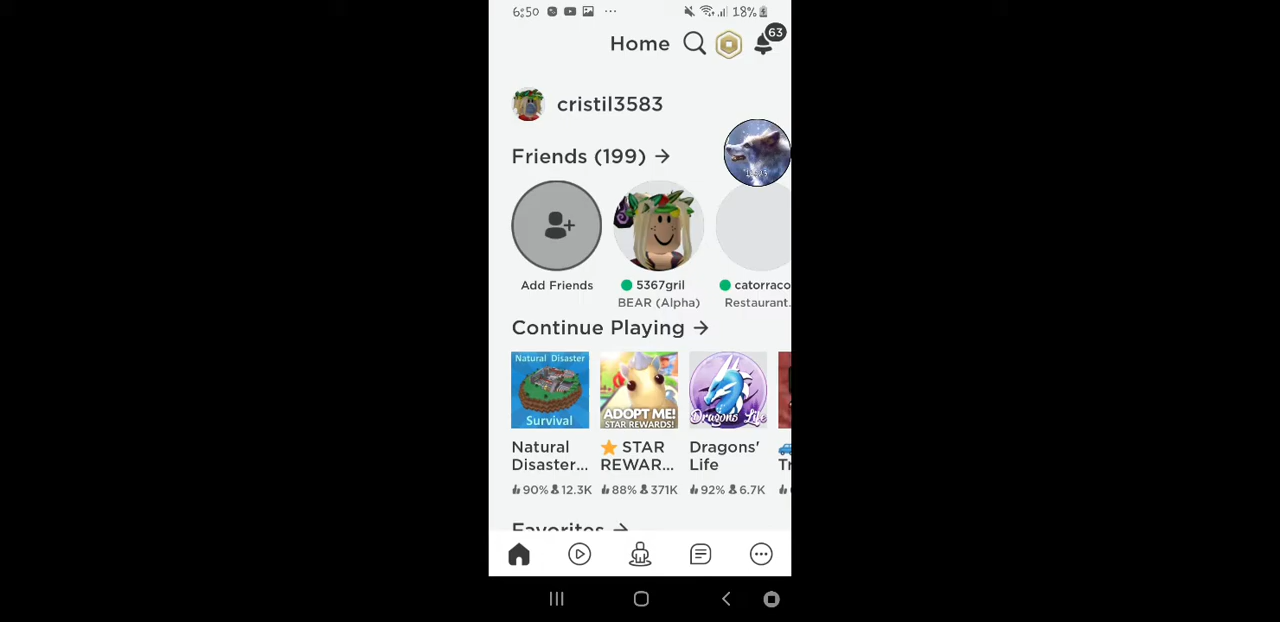 6:50 ... 18%
Home 63
cristil3583
Friends (199) →
Add Friends
5367gril
BEAR (Alpha)
catorraco
Restaurant.
Continue Playing →
Natural Disaster
Survival
ADOPT ME!
STAR REWARDS!
Dragons Life
Natural
Disaster...
90% 12.3K
⭐ STAR
REWAR...
88% 371K
Dragons'
Life
92% 6.7K
Tr
Favorites →